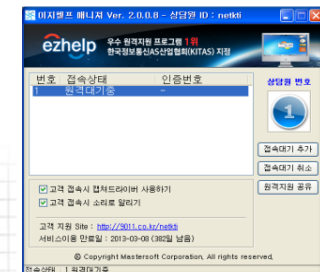 이지헬프 매니저 Ver. 2.0.0.8 - 상담원 ID : netkti
ezhelp 우수 원격지원 프로그램 1위
한국정보통신AS산업협회(KITAS) 지정
번호 접속상태 인증번호
1 원격대기중 -
상담원 번호
1
접속대기 추가
접속대기 취소
원격지원 공유
고객 접속시 캡쳐드라이버 사용하기
고객 접속시 소리로 알리기
고객 지원 Site : http://9011.co.kr/netkti
서비스이용 만료일 : 2013-03-08 (382일 남음)
© Copyright Mastersoft Corporation, All rights reserved.
접속상태 1 원격대기중